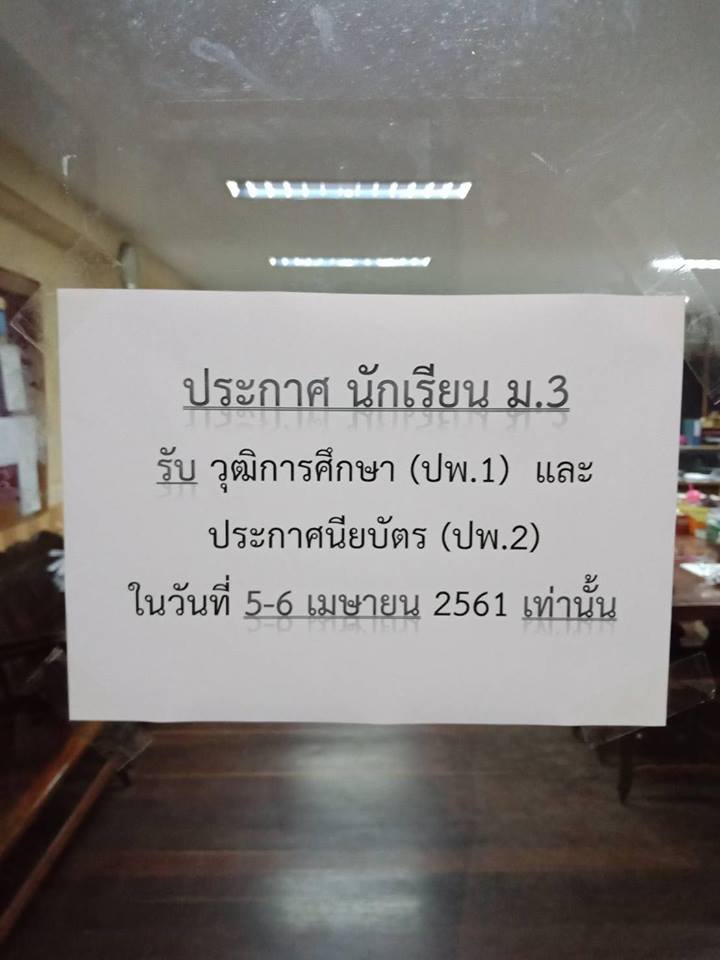 ประกาศ นักเรียน ม.3
รับ วุฒิการศึกษา (ปพ.1) และ
ประกาศนียบัตร (ปพ.2)
ในวันที่ 5-6 เมษายน 2561 เท่านั้น